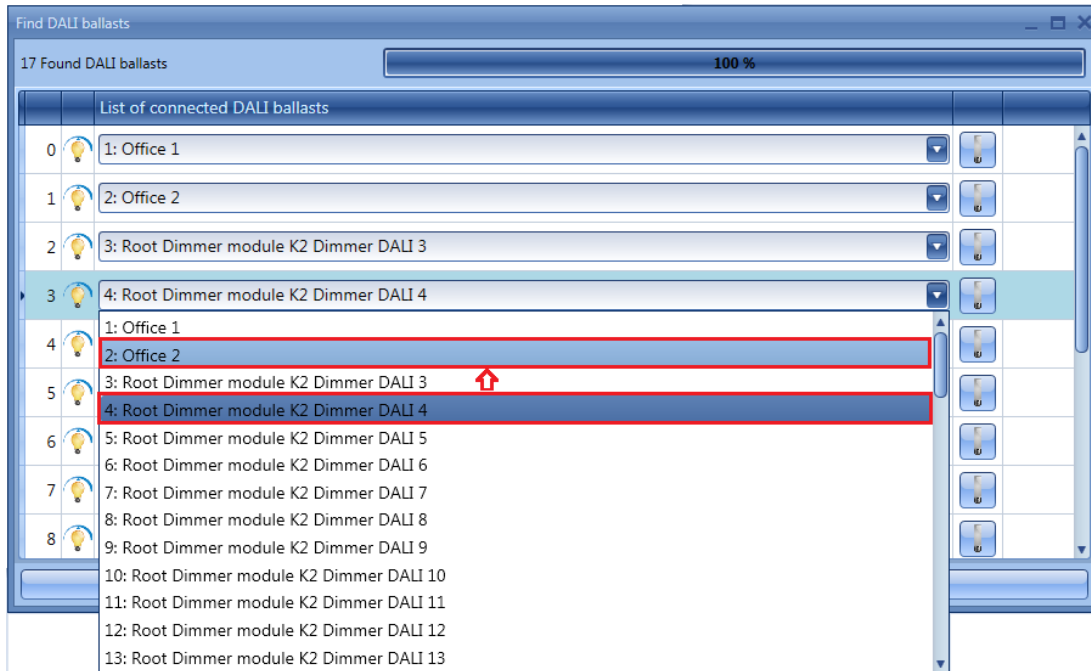 Find DALI ballasts
17 Found DALI ballasts
100 %
List of connected DALI ballasts
0 1: Office 1
1 2: Office 2
2 3: Root Dimmer module K2 Dimmer DALI 3
3 4: Root Dimmer module K2 Dimmer DALI 4
1: Office 1
4
2: Office 2
3: Root Dimmer module K2 Dimmer DALI 3
5
4: Root Dimmer module K2 Dimmer DALI 4
5: Root Dimmer module K2 Dimmer DALI 5
6
6: Root Dimmer module K2 Dimmer DALI 6
7
7: Root Dimmer module K2 Dimmer DALI 7
8: Root Dimmer module K2 Dimmer DALI 8
8
9: Root Dimmer module K2 Dimmer DALI 9
10: Root Dimmer module K2 Dimmer DALI 10
11: Root Dimmer module K2 Dimmer DALI 11
12: Root Dimmer module K2 Dimmer DALI 12
13: Root Dimmer module K2 Dimmer DALI 13